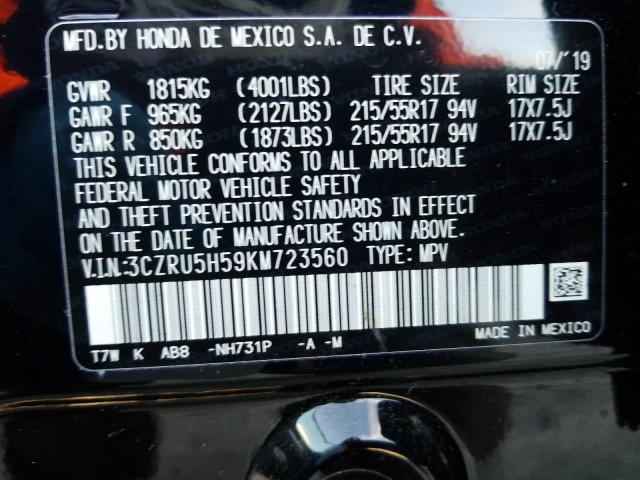 MFD.BY HONDA DE MEXICO S.A. DE C.V.
07/'19
GVWR 1815KG (4001LBS) TIRE SIZE RIM SIZE
GAWR F 965KG (2127LBS) 215/55R17 94V 17X7.5J
GAWR R 850KG (1873LBS) 215/55R17 94V 17X7.5J
THIS VEHICLE CONFORMS TO ALL APPLICABLE
FEDERAL MOTOR VEHICLE SAFETY
AND THEFT PREVENTION STANDARDS IN EFFECT
ON THE DATE OF MANUFACTURE SHOWN ABOVE.
V.I.N:3CZRU5H59KM723560 TYPE: MPV
MADE IN MEXICO
T7W K AB8 -NH731P -A -M